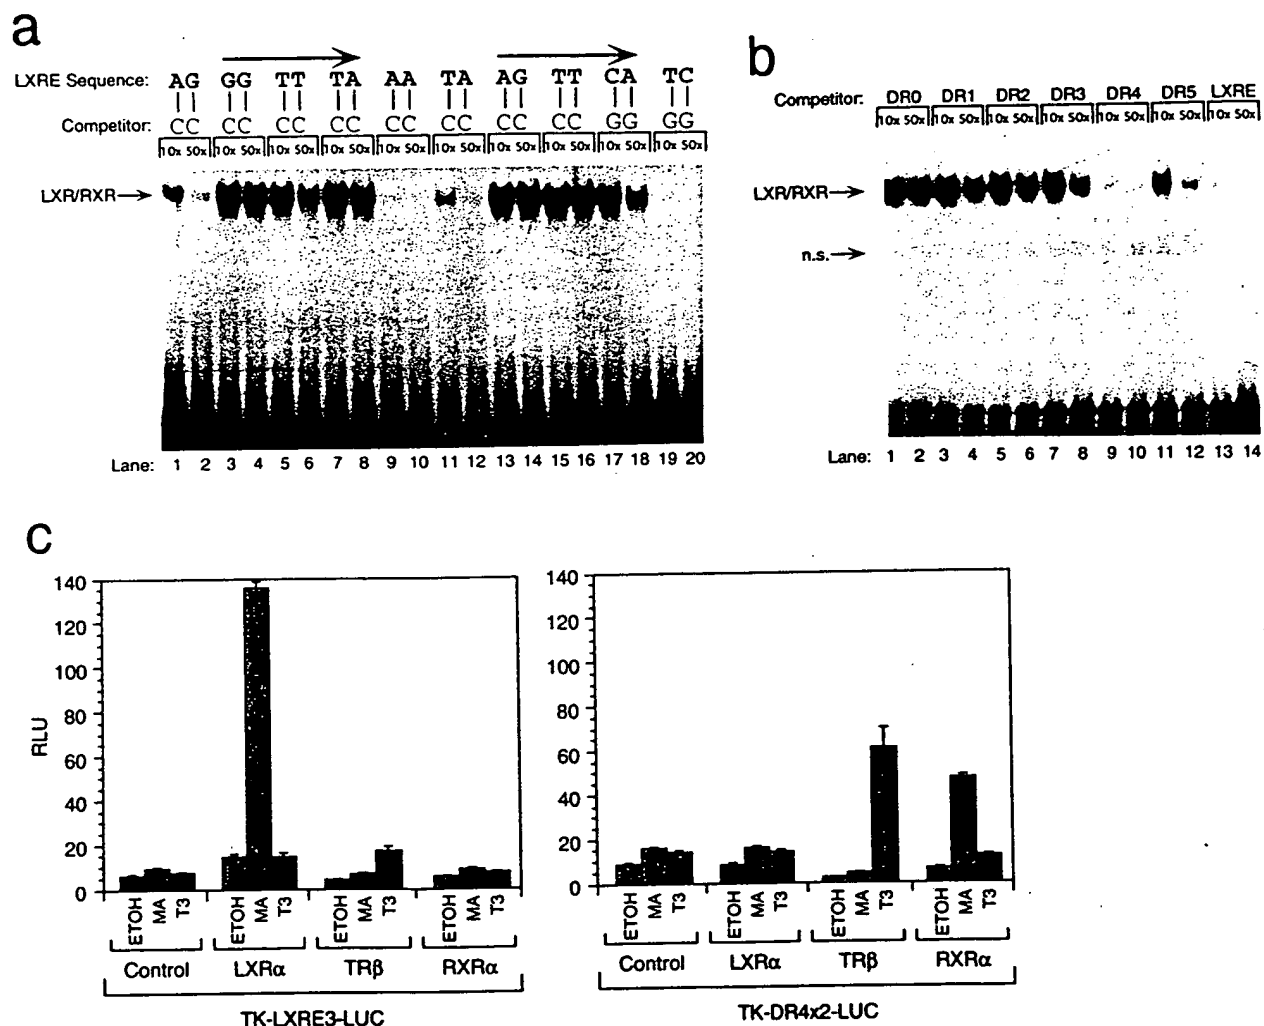 a
LXRE Sequence: AG GG TT TA AA TA AG TT CA TC
Competitor: CC CC CC CC CC CC CC CC GG GG
10x 50x 10x 50x 10x 50x 10x 50x 10x 50x 10x 50x 10x 50x 10x 50x 10x 50x 10x 50x
LXR/RXR
Lane: 1 2 3 4 5 6 7 8 9 10 11 12 13 14 15 16 17 18 19 20
b
Competitor: DR0 DR1 DR2 DR3 DR4 DR5 LXRE
10x 50x 10x 50x 10x 50x 10x 50x 10x 50x 10x 50x 10x 50x
LXR/RXR
n.s.
Lane: 1 2 3 4 5 6 7 8 9 10 11 12 13 14
c
RLU
140
120
100
80
60
40
20
0
ETOH MA T3 ETOH MA T3 ETOH MA T3 ETOH MA T3
Control LXRα TRβ RXRα
TK-LXRE3-LUC
140
120
100
80
60
40
20
0
ETOH MA T3 ETOH MA T3 ETOH MA T3 ETOH MA T3
Control LXRα TRβ RXRα
TK-DR4x2-LUC